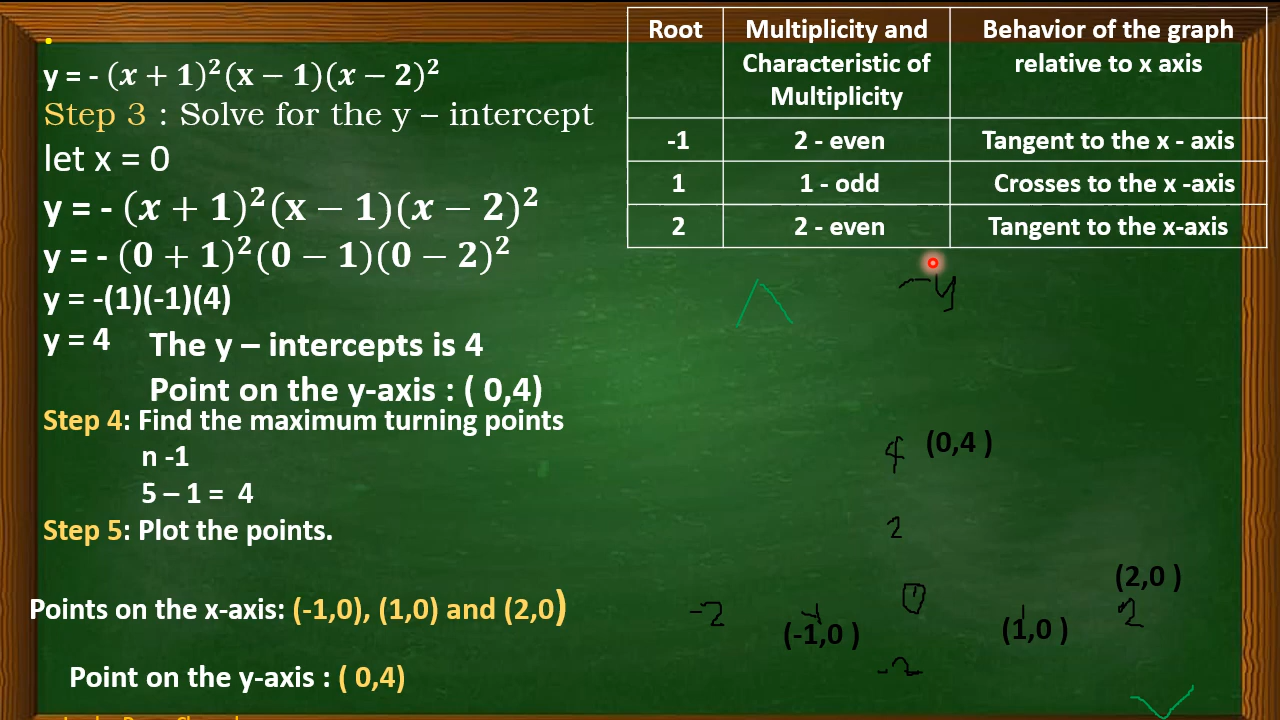 y = - (𝒙 + 𝟏)²(x − 𝟏)(𝒙 − 𝟐)²
Step 3 : Solve for the y – intercept
let x = 0
y = - (𝒙 + 𝟏)²(x − 𝟏)(𝒙 − 𝟐)²
y = - (𝟎 + 𝟏)²(𝟎 − 𝟏)(𝟎 − 𝟐)²
y = -(1)(-1)(4)
y = 4
The y – intercepts is 4
Point on the y-axis : ( 0,4)
Step 4: Find the maximum turning points
n -1
5 – 1 = 4
Step 5: Plot the points.
Points on the x-axis: (-1,0), (1,0) and (2,0)
Point on the y-axis : ( 0,4)
Root Multiplicity and Characteristic of Multiplicity Behavior of the graph relative to x axis
-1 2 - even Tangent to the x - axis
1 1 - odd Crosses to the x -axis
2 2 - even Tangent to the x-axis
-y
4 (0,4 )
2
(2,0 )
-2 0 2
(-1,0 ) (1,0 )
-2